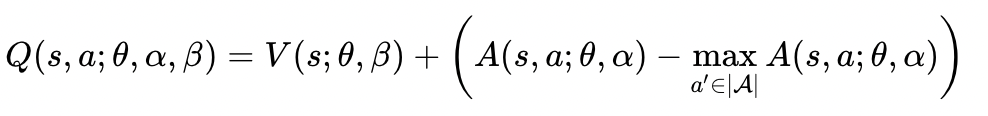 Q(s, a; θ, α, β) = V(s; θ, β) + ( A(s, a; θ, α) − max_{a′∈|𝒜|} A(s, a; θ, α) )